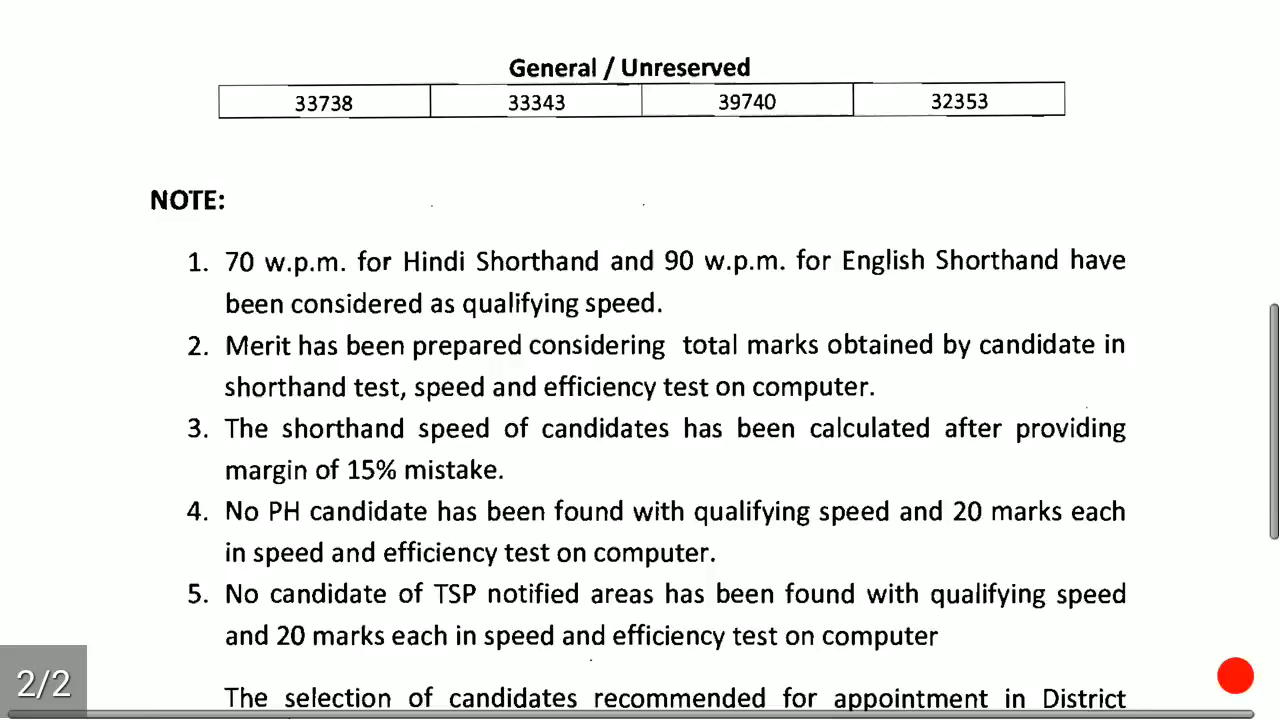 General / Unreserved
33738 33343 39740 32353
NOTE:
1. 70 w.p.m. for Hindi Shorthand and 90 w.p.m. for English Shorthand have
been considered as qualifying speed.
2. Merit has been prepared considering total marks obtained by candidate in
shorthand test, speed and efficiency test on computer.
3. The shorthand speed of candidates has been calculated after providing
margin of 15% mistake.
4. No PH candidate has been found with qualifying speed and 20 marks each
in speed and efficiency test on computer.
5. No candidate of TSP notified areas has been found with qualifying speed
and 20 marks each in speed and efficiency test on computer
2/2
The selection of candidates recommended for appointment in District